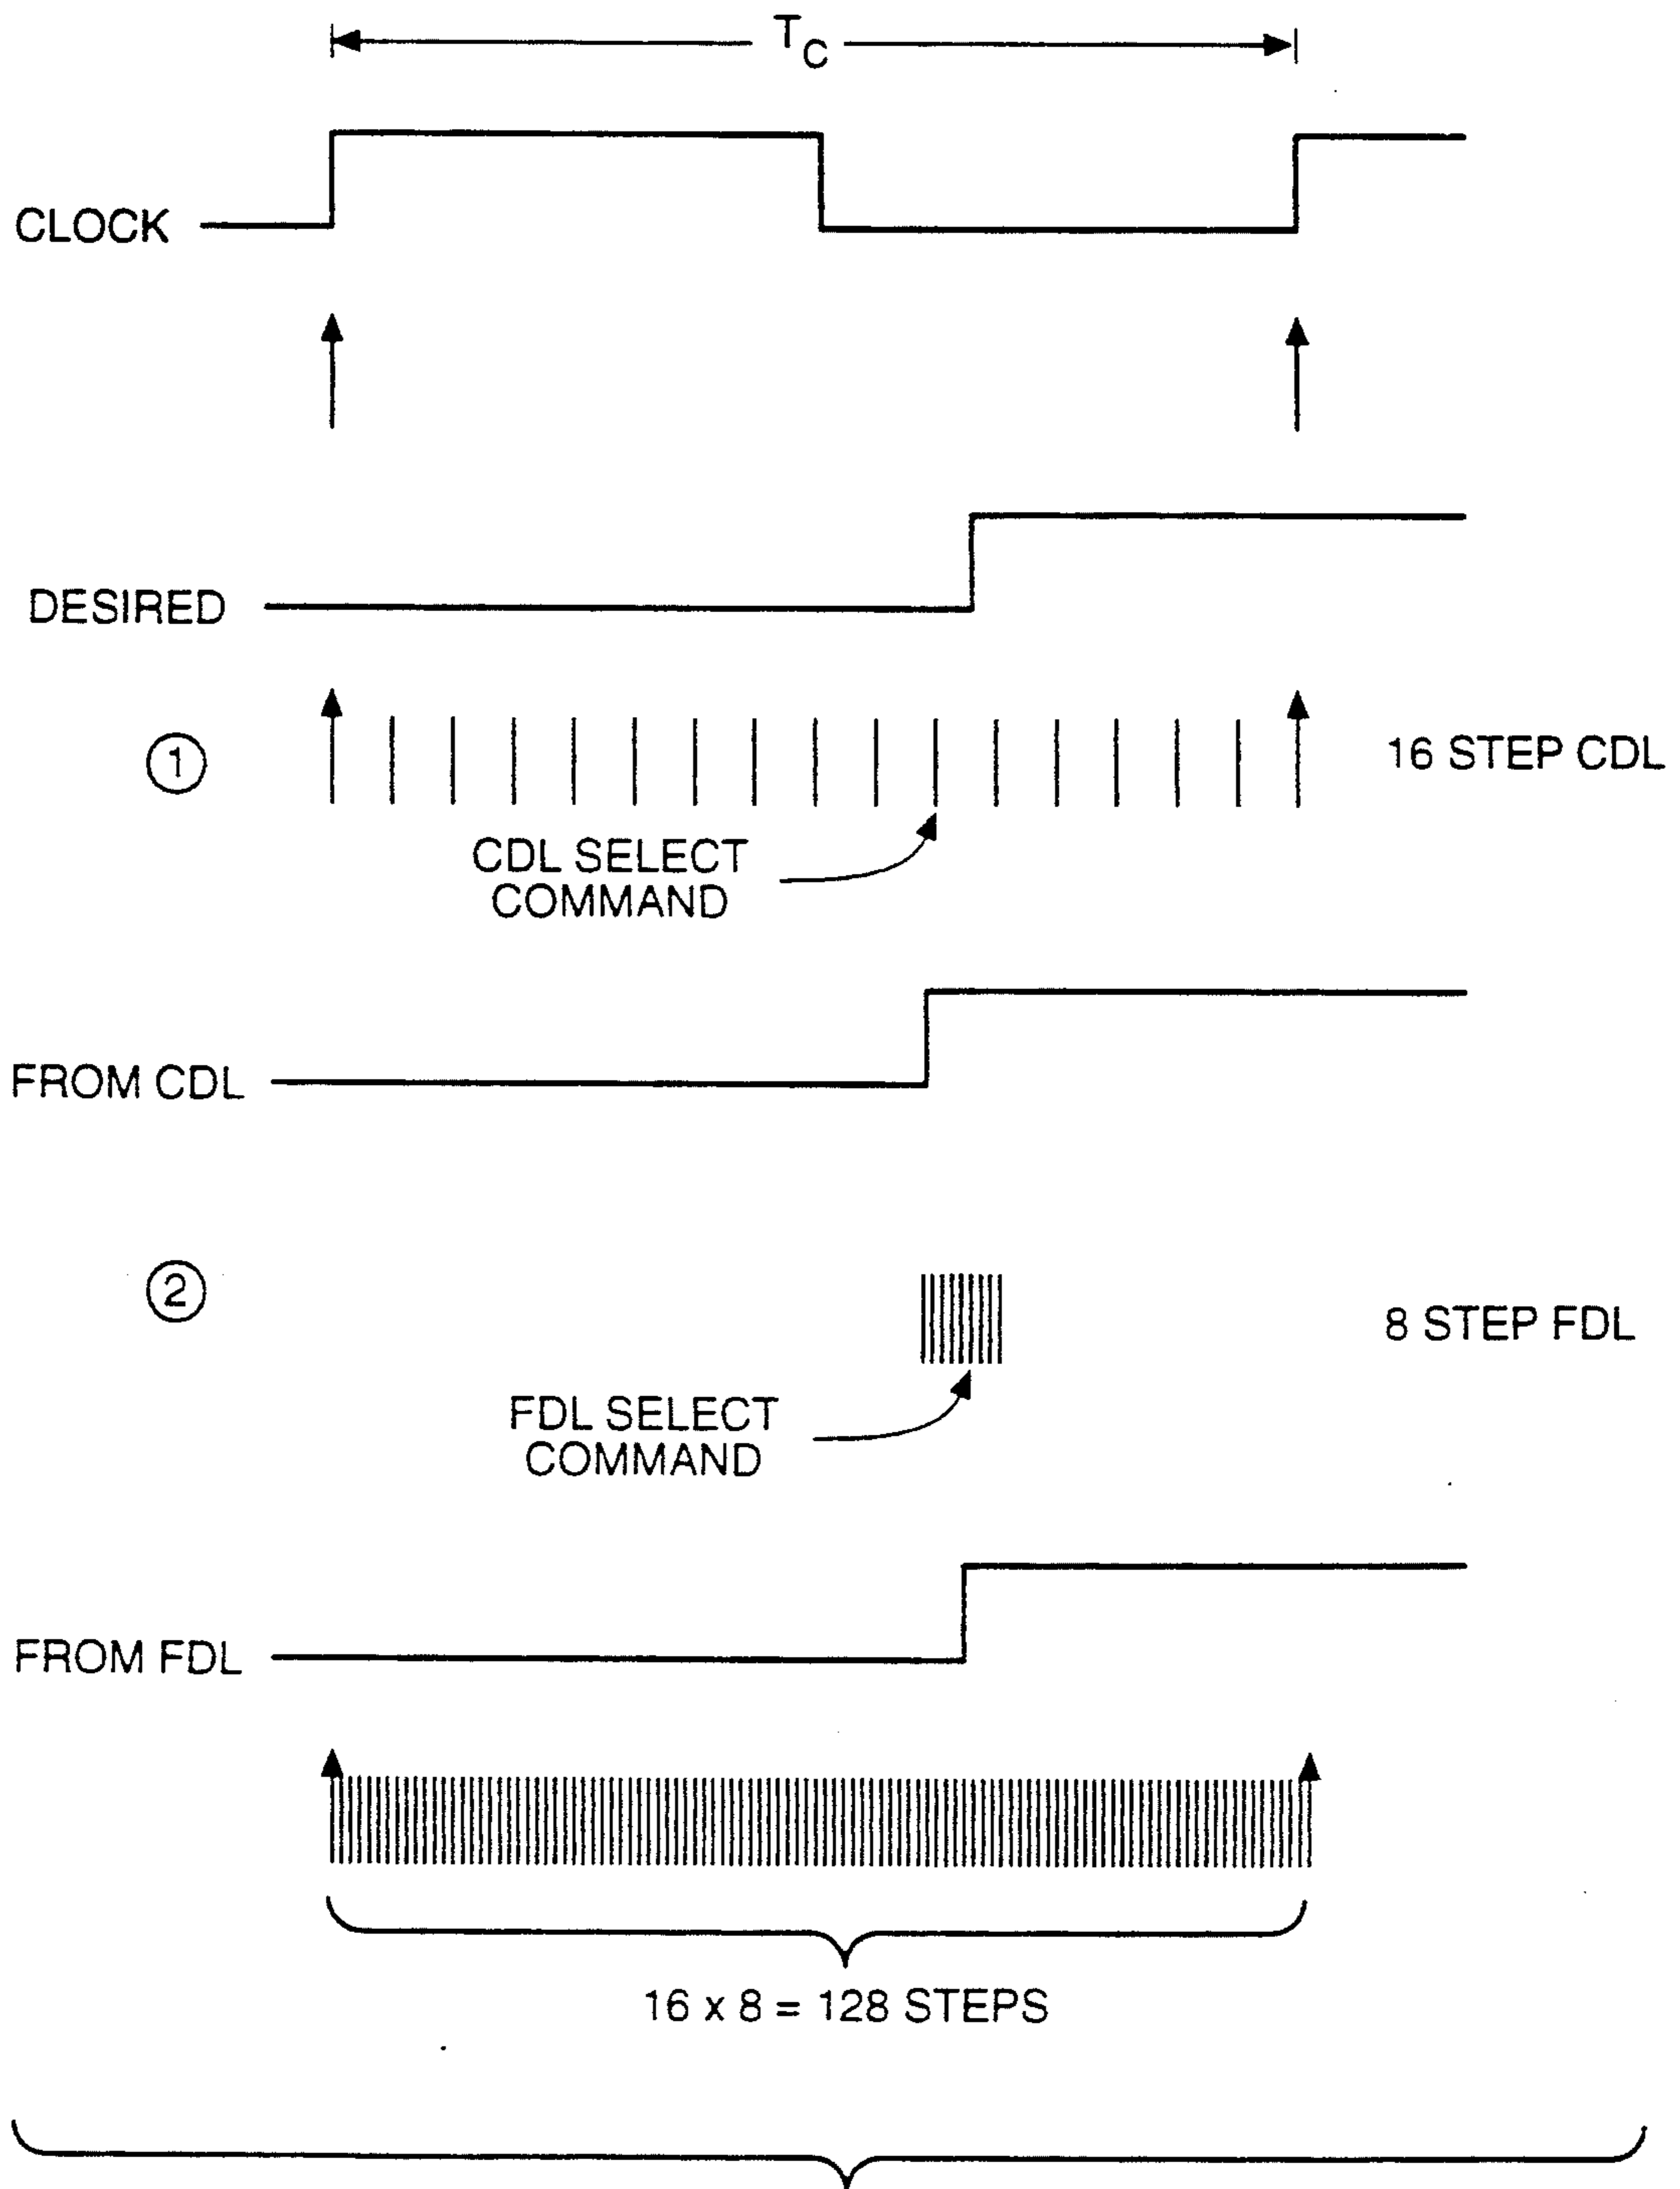 TC
CLOCK
DESIRED
1
16 STEP CDL
CDL SELECT
COMMAND
FROM CDL
2
8 STEP FDL
FDL SELECT
COMMAND
FROM FDL
16 x 8 = 128 STEPS